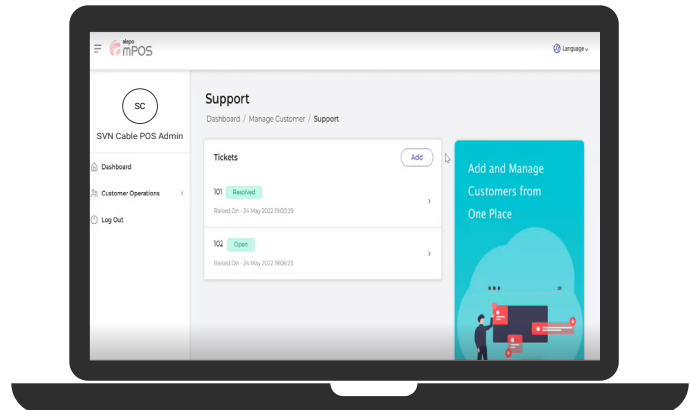 alepo
mPOS
Language
SC
SVN Cable POS Admin
Dashboard
Customer Operations
Log Out
Support
Dashboard / Manage Customer / Support
Tickets
Add
101 Resolved
Raised On - 24 May 2022 19:00:39
102 Open
Raised On - 24 May 2022 19:06:23
Add and Manage
Customers from
One Place